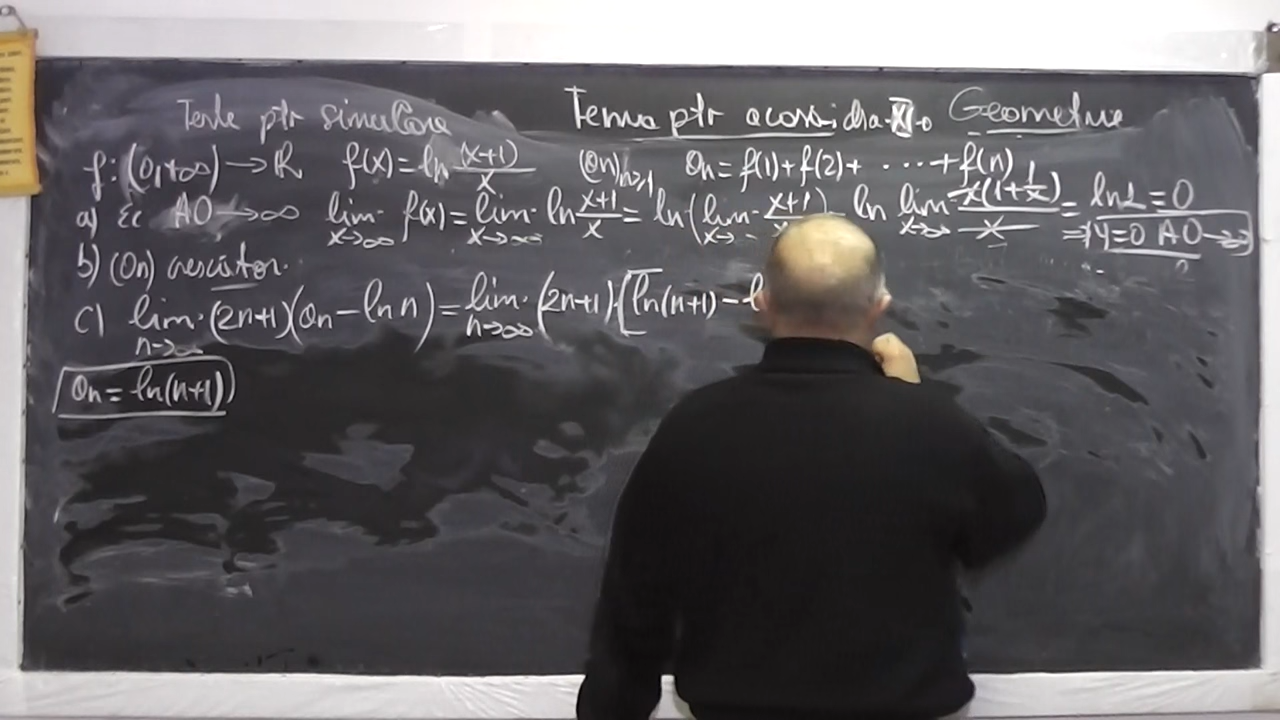 Teste ptr simulare Tema ptr acasă Geometrie
f:(0,+∞)→R f(x)=ln (x+1)/x (an)n≥1 an=f(1)+f(2)+.....+f(n)
a) Ec AO→∞ lim x→∞ f(x)=lim x→∞ ln (x+1)/x = ln(lim x→ (x+1) = ln lim x→∞ x(1+1/x)/x = ln1=0
⇒ y=0 AO→∞
b) (an) crescător.
c) lim n→∞ (2n+1)(an-ln n)=lim n→∞ (2n+1)·[ln(n+1)-l
an=ln(n+1)